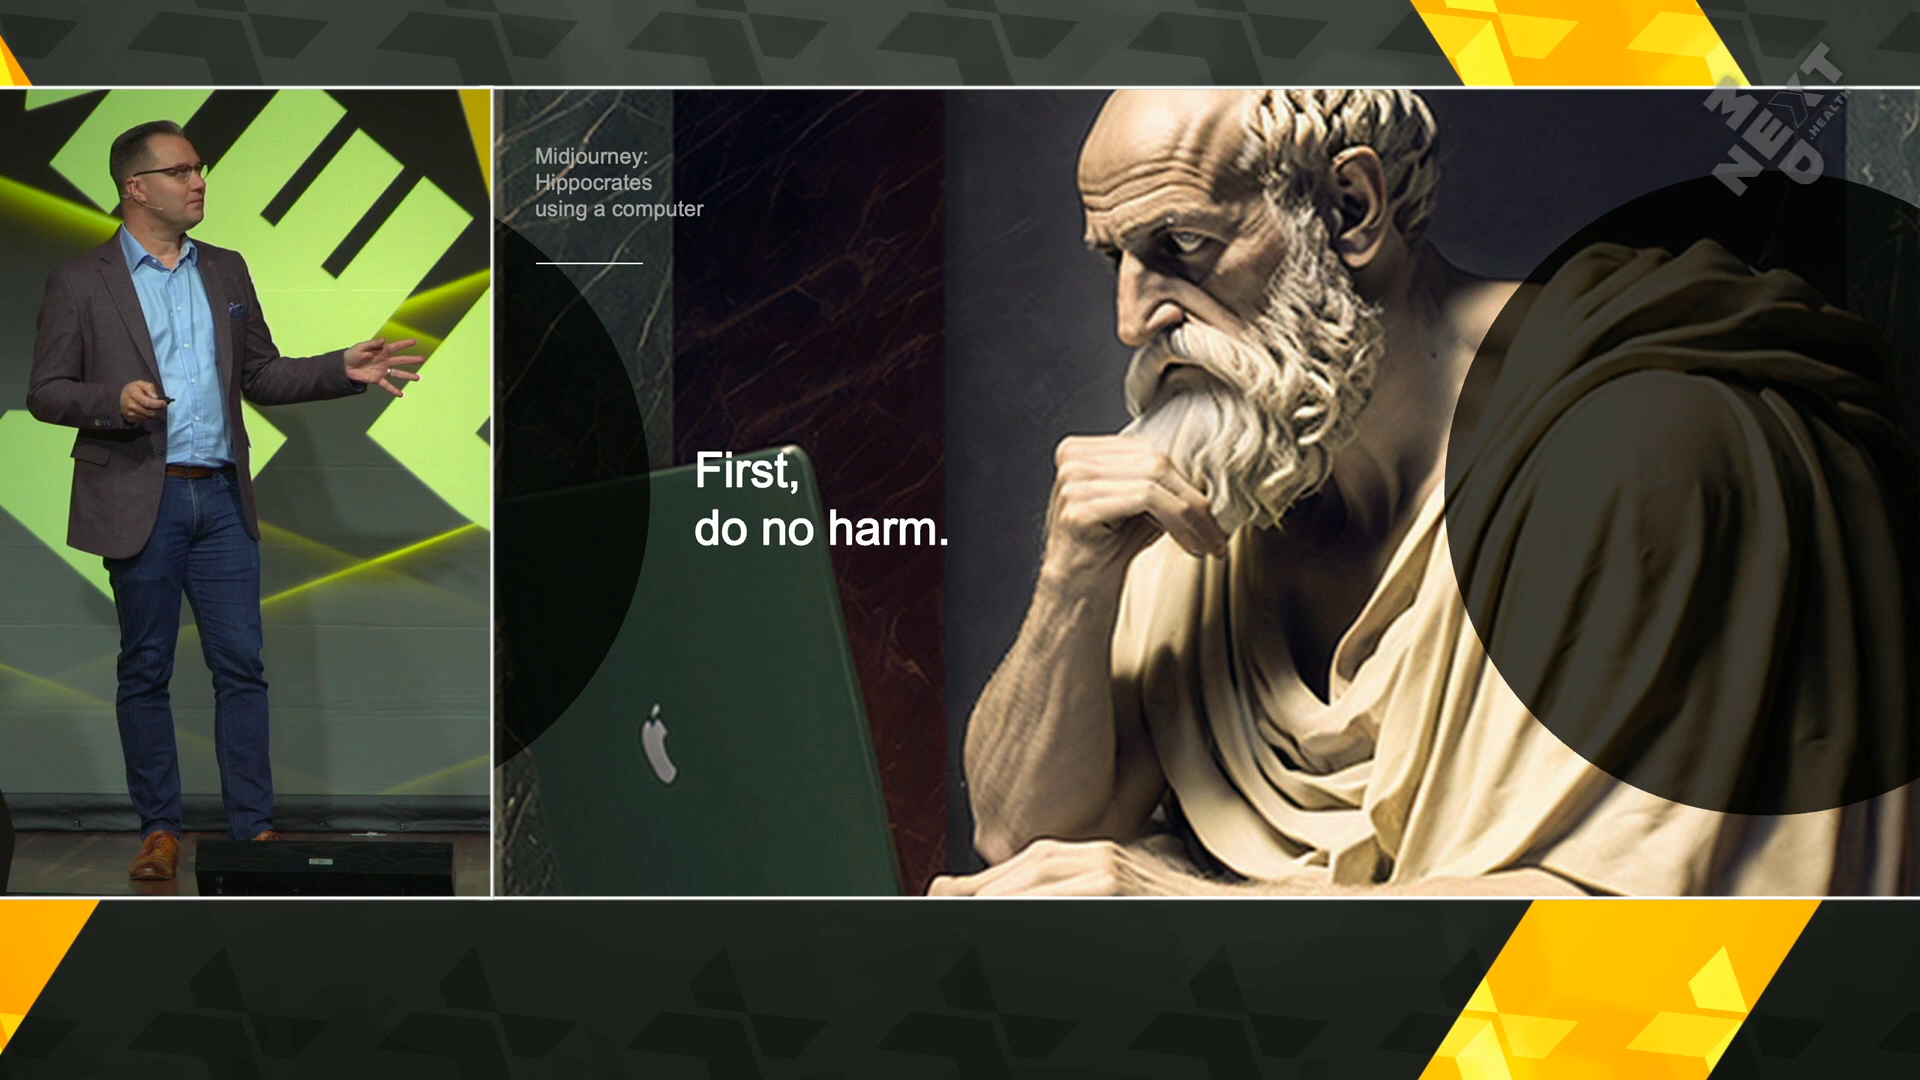 Midjourney:
Hippocrates
using a computer
First,
do no harm.
NEXT
MED
.HEALTH